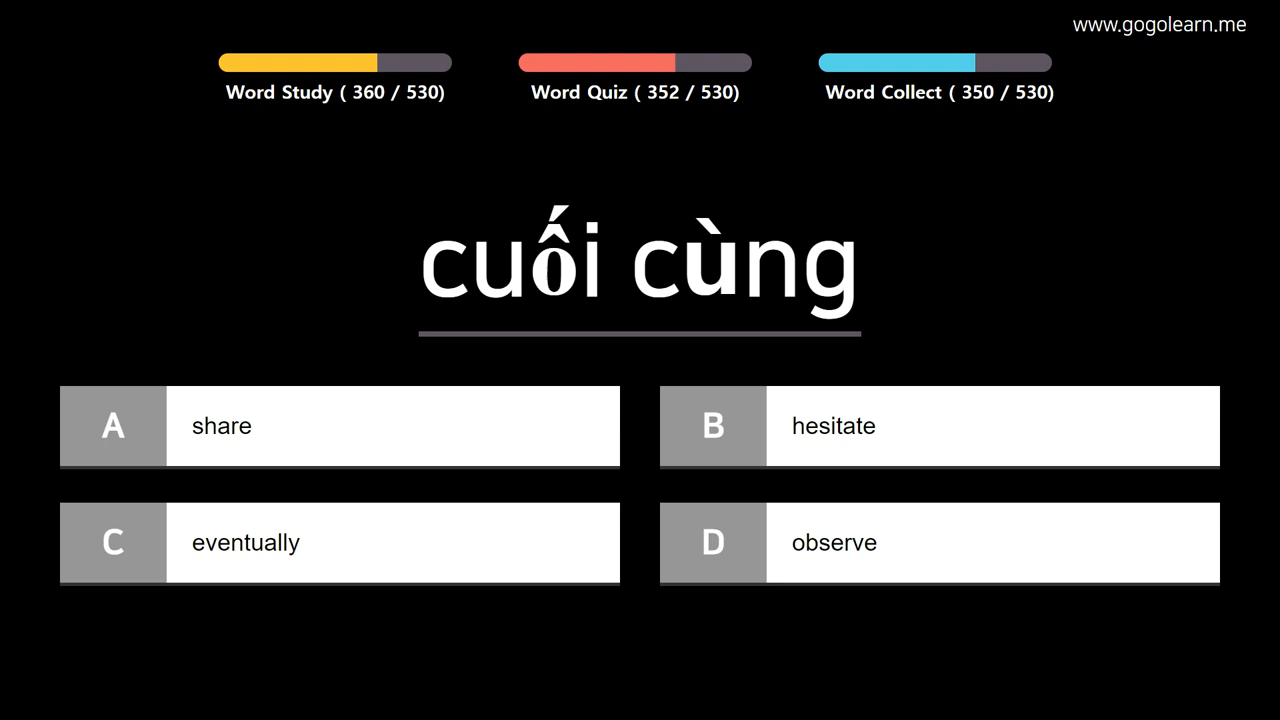 www.gogolearn.me
Word Study ( 360 / 530)
Word Quiz ( 352 / 530)
Word Collect ( 350 / 530)
cuối cùng
A share
B hesitate
C eventually
D observe